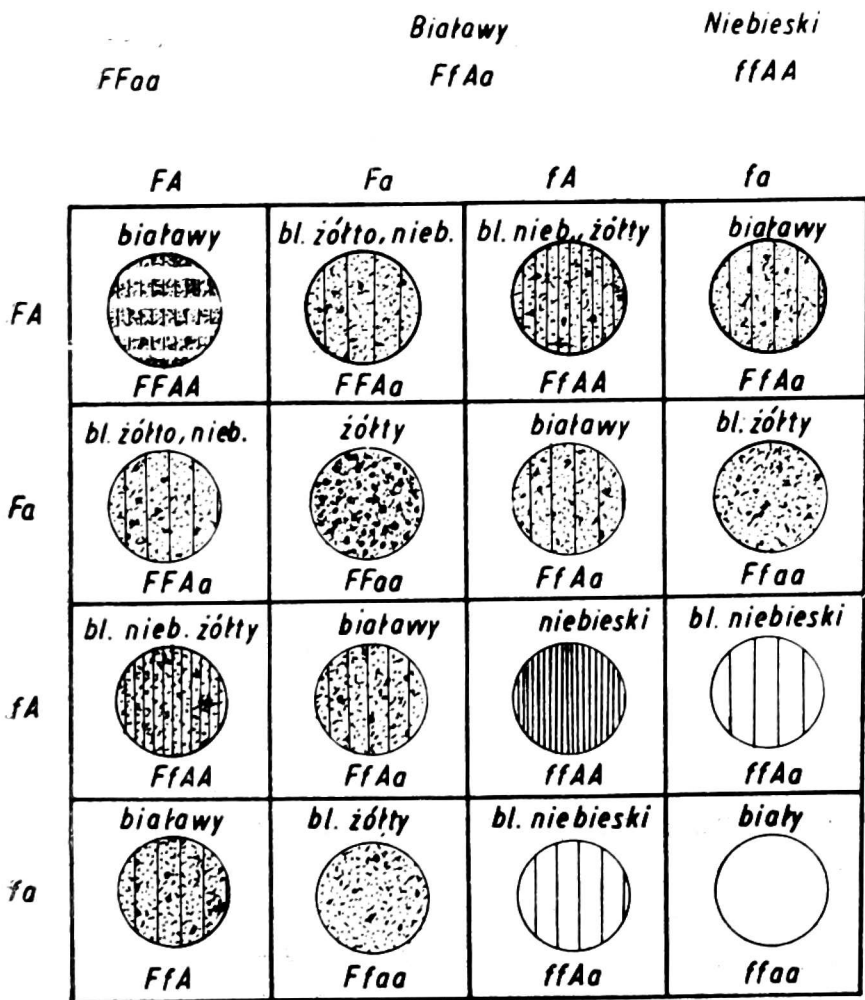 Białawy Niebieski
FFaa FfAa ffAA
FA Fa fA fa
białawy bl. żółto, nieb. bl. nieb., żółty białawy
FA
FFAA FFAa FfAA FfAa
bl. żółto, nieb. żółty białawy bl. żółty
Fa
FFAa FFaa FfAa Ffaa
bl. nieb. żółty białawy niebieski bl. niebieski
fA
FfAA FfAa ffAA ffAa
białawy bl. żółty bl. niebieski biały
fa
FfA Ffaa ffAa ffaa